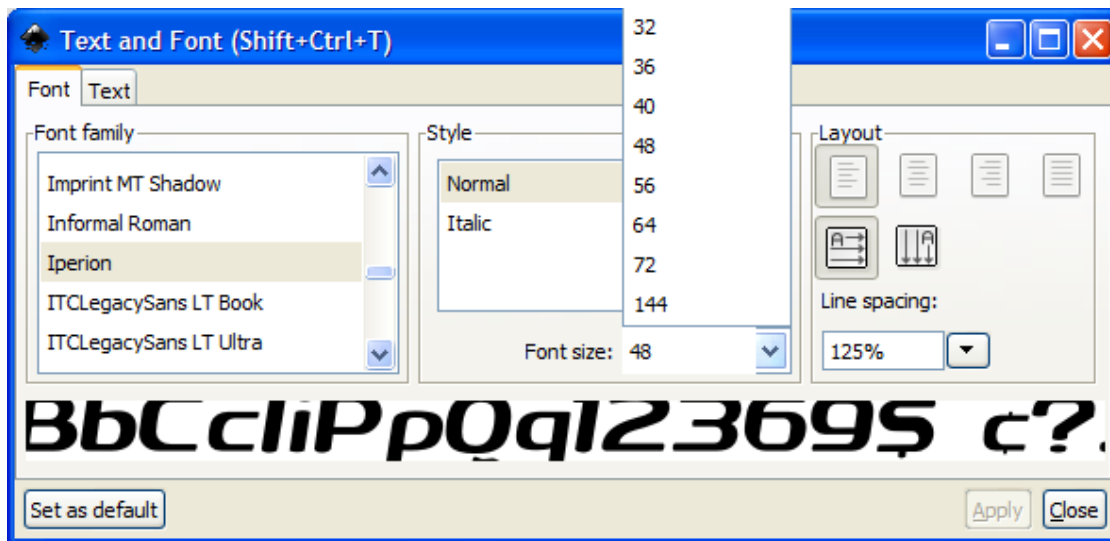 Text and Font (Shift+Ctrl+T)
Font Text
Font family
Imprint MT Shadow
Informal Roman
Iperion
ITCLegacySans LT Book
ITCLegacySans LT Ultra
Style
Normal
Italic
32
36
40
48
56
64
72
144
Font size: 48
Layout
Line spacing:
125%
BbCcIiPpQq12369$ ¢?.
Set as default
Apply Close